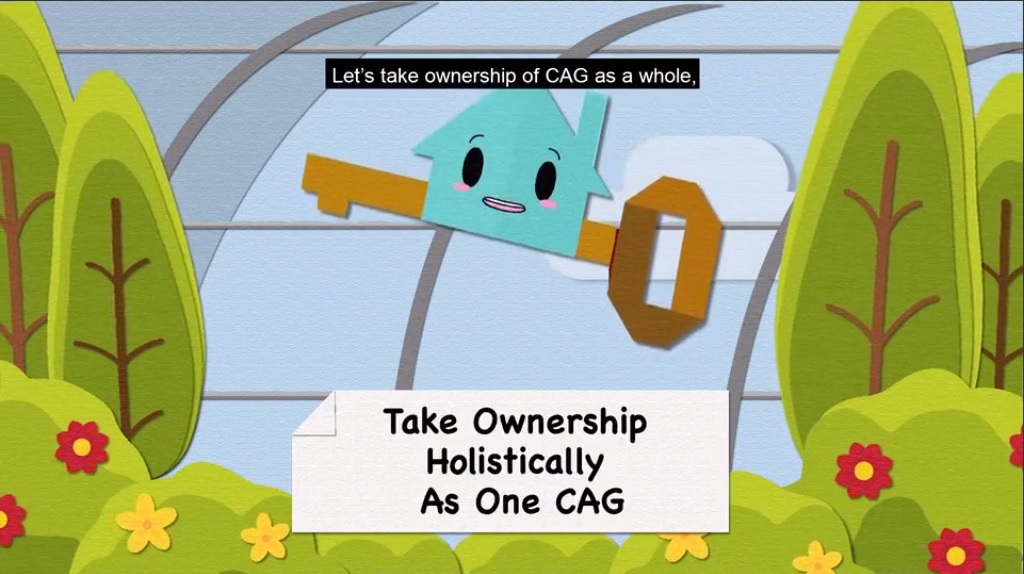 Let's take ownership of CAG as a whole,
Take Ownership
Holistically
As One CAG